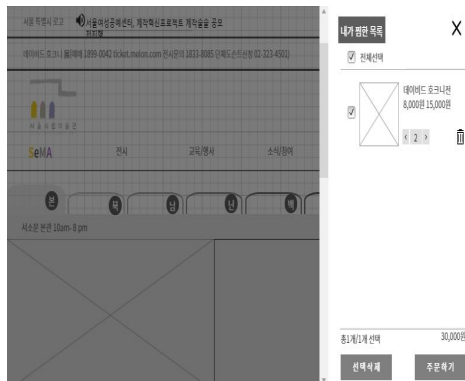 서울 특별시 로고
서울여성공예센터, 제작혁신프로젝트 제작술술 공모
데이비드 호크니 展(예매 1899-0042 ticket.melon.com 전시문의 1833-8085 단체도슨트신청 02-323-4501)
서울시립미술관
SeMA 전시 교육/행사 소식/참여
본 북 남 난 백
서소문 본관 10am- 8 pm
내가 찜한 목록 X
전체선택
데이비드 호크니전
8,000원 15,000원
< 2 >
총1개/1개 선택 30,000원
선택삭제 주문하기